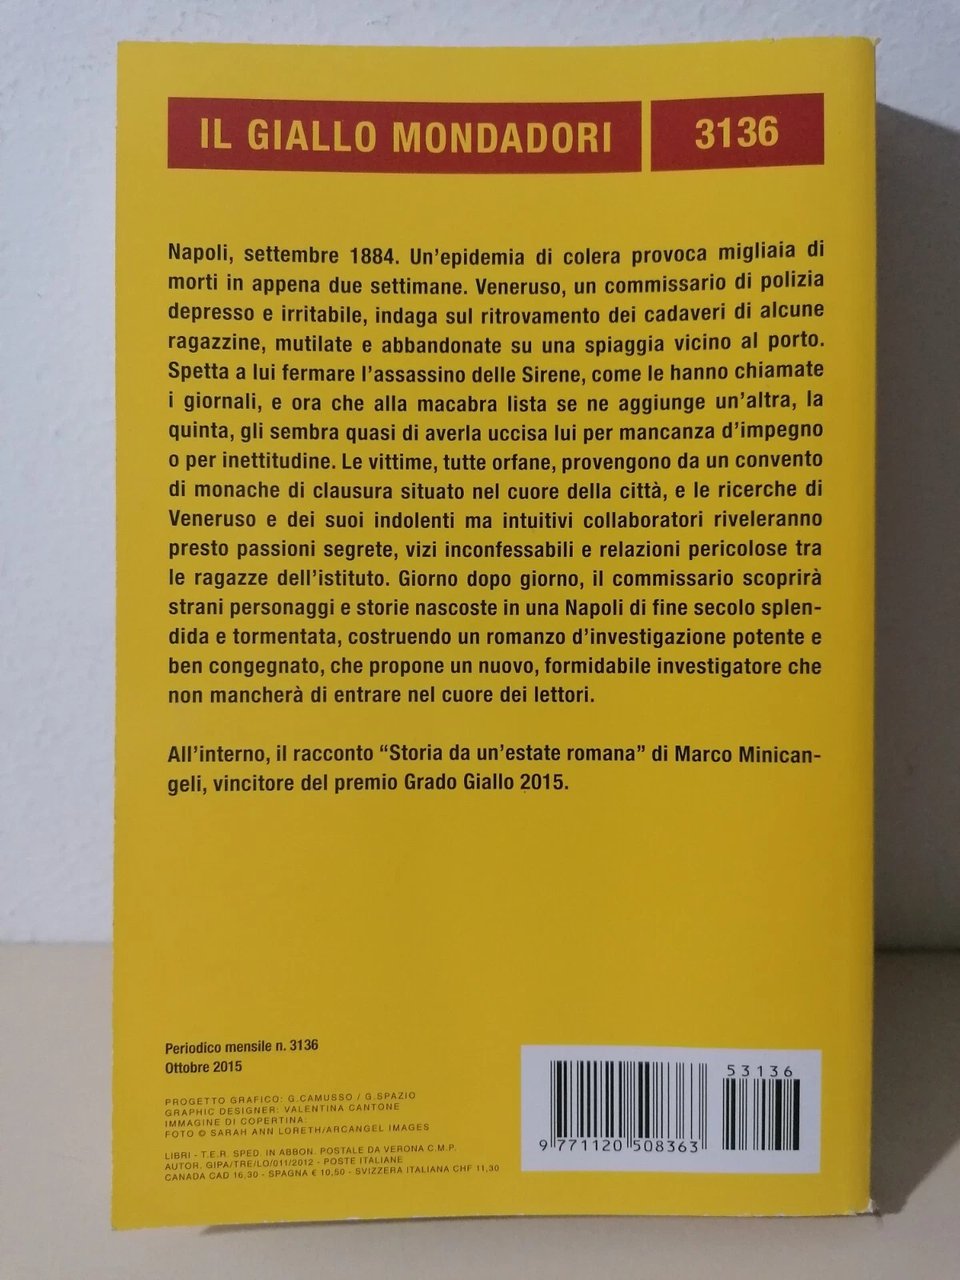 IL GIALLO MONDADORI
3136
Napoli, settembre 1884. Un'epidemia di colera provoca migliaia di
morti in appena due settimane. Veneruso, un commissario di polizia
depresso e irritabile, indaga sul ritrovamento dei cadaveri di alcune
ragazzine, mutilate e abbandonate su una spiaggia vicino al porto.
Spetta a lui fermare l'assassino delle Sirene, come le hanno chiamate
i giornali, e ora che alla macabra lista se ne aggiunge un'altra, la
quinta, gli sembra quasi di averla uccisa lui per mancanza d'impegno
o per inettitudine. Le vittime, tutte orfane, provengono da un convento
di monache di clausura situato nel cuore della città, e le ricerche di
Veneruso e dei suoi indolenti ma intuitivi collaboratori riveleranno
presto passioni segrete, vizi inconfessabili e relazioni pericolose tra
le ragazze dell'istituto. Giorno dopo giorno, il commissario scoprirà
strani personaggi e storie nascoste in una Napoli di fine secolo splen-
dida e tormentata, costruendo un romanzo d'investigazione potente e
ben congegnato, che propone un nuovo, formidabile investigatore che
non mancherà di entrare nel cuore dei lettori.
All'interno, il racconto "Storia da un'estate romana" di Marco Minican-
geli, vincitore del premio Grado Giallo 2015.
Periodico mensile n. 3136
Ottobre 2015
PROGETTO GRAFICO: G.CAMUSSO / G.SPAZIO
GRAPHIC DESIGNER: VALENTINA CANTONE
IMMAGINE DI COPERTINA:
FOTO © SARAH ANN LORETH/ARCANGEL IMAGES
LIBRI - T.E.R. SPED. IN ABBON. POSTALE DA VERONA C.M.P.
AUTOR. GIPA/TRE/LO/011/2012 - POSTE ITALIANE
CANADA CAD 16,30 - SPAGNA € 10,50 - SVIZZERA ITALIANA CHF 11,30
53136
9 771120 508363